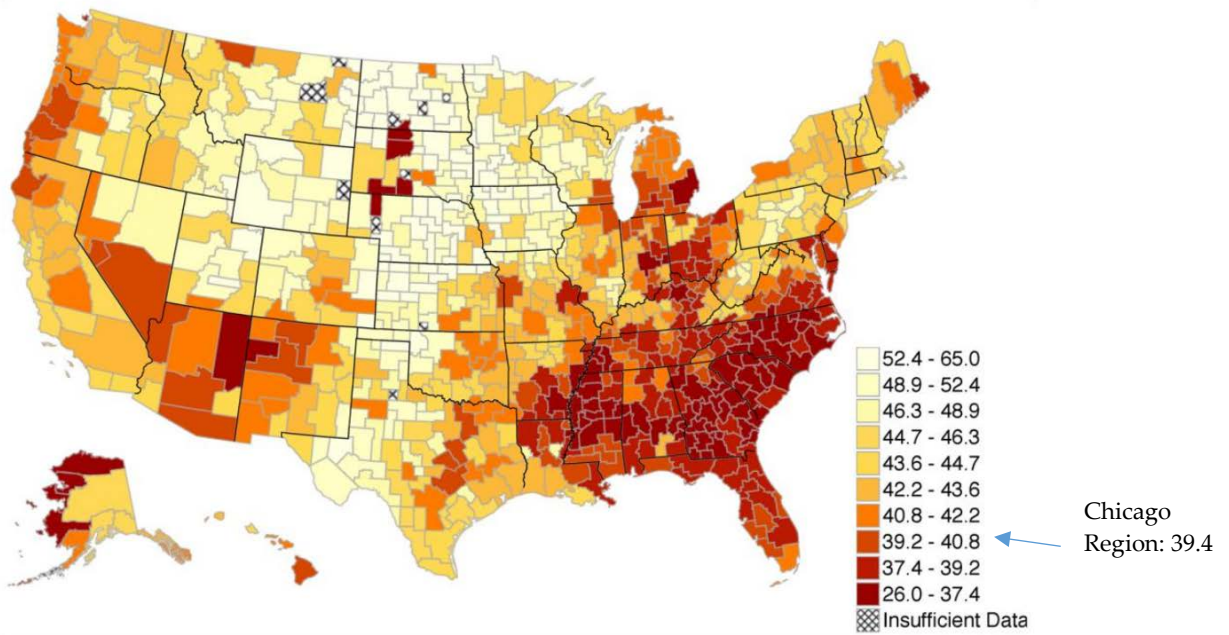 52.4 - 65.0
48.9 - 52.4
46.3 - 48.9
44.7 - 46.3
43.6 - 44.7
42.2 - 43.6
40.8 - 42.2
39.2 - 40.8
37.4 - 39.2
26.0 - 37.4
Insufficient Data
Chicago
Region: 39.4